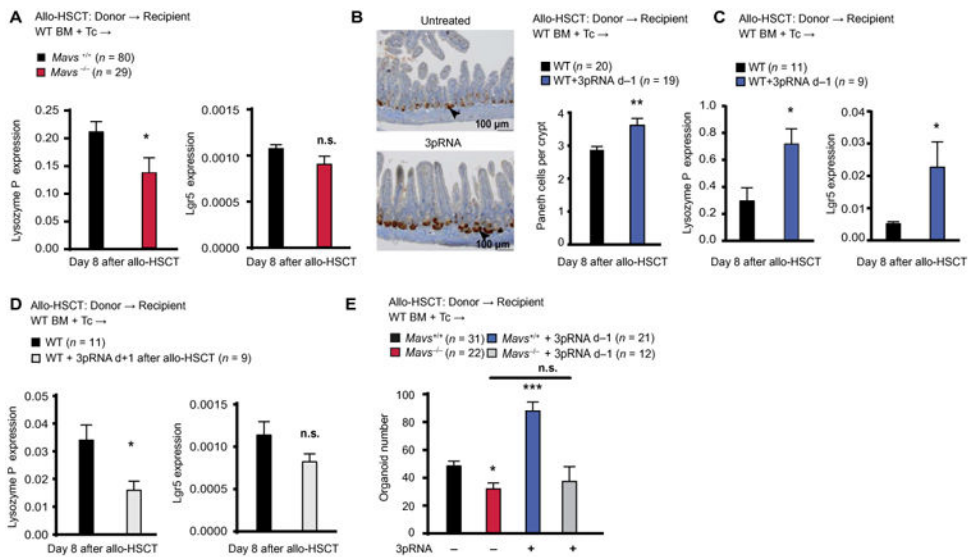 A
Allo-HSCT: Donor → Recipient
WT BM + Tc →
Mavs +/+ (n = 80)
Mavs −/− (n = 29)
Lysozyme P expression
0.25
0.20
0.15
0.10
0.05
0.00
*
Day 8 after allo-HSCT
Lgr5 expression
0.0015
0.0010
0.0005
0.0000
n.s.
Day 8 after allo-HSCT
B
Untreated
100 µm
3pRNA
100 µm
Allo-HSCT: Donor → Recipient
WT BM + Tc →
WT (n = 20)
WT+3pRNA d–1 (n = 19)
Paneth cells per crypt
4
3
2
1
0
**
C
Allo-HSCT: Donor → Recipient
WT BM + Tc →
WT (n = 11)
WT+3pRNA d–1 (n = 9)
Lysozyme P expression
1.0
0.8
0.6
0.4
0.2
0.0
*
Day 8 after allo-HSCT
Lgr5 expression
0.04
0.03
0.02
0.01
0.00
*
Day 8 after allo-HSCT
D
Allo-HSCT: Donor → Recipient
WT BM + Tc →
WT (n = 11)
WT + 3pRNA d+1 after allo-HSCT (n = 9)
Lysozyme P expression
0.05
0.04
0.03
0.02
0.01
0.00
*
Day 8 after allo-HSCT
Lgr5 expression
0.0015
0.0010
0.0005
0.0000
n.s.
Day 8 after allo-HSCT
E
Allo-HSCT: Donor → Recipient
WT BM + Tc →
Mavs+/+ (n = 31) Mavs+/+ + 3pRNA d–1 (n = 21)
Mavs−/− (n = 22) Mavs−/− + 3pRNA d–1 (n = 12)
n.s.
Organoid number
100
80
60
40
20
0
*
***
3pRNA – – + +